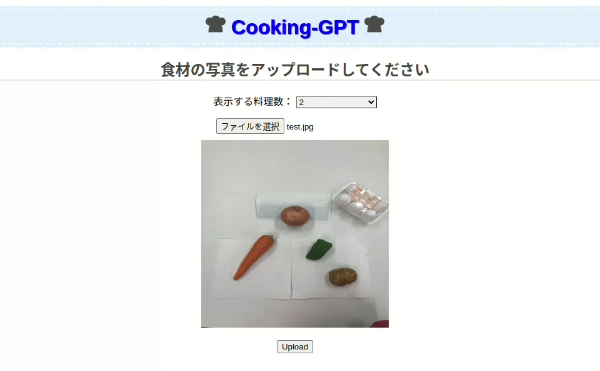 Cooking-GPT
食材の写真をアップロードしてください
表示する料理数： 2
ファイルを選択 test.jpg
Upload